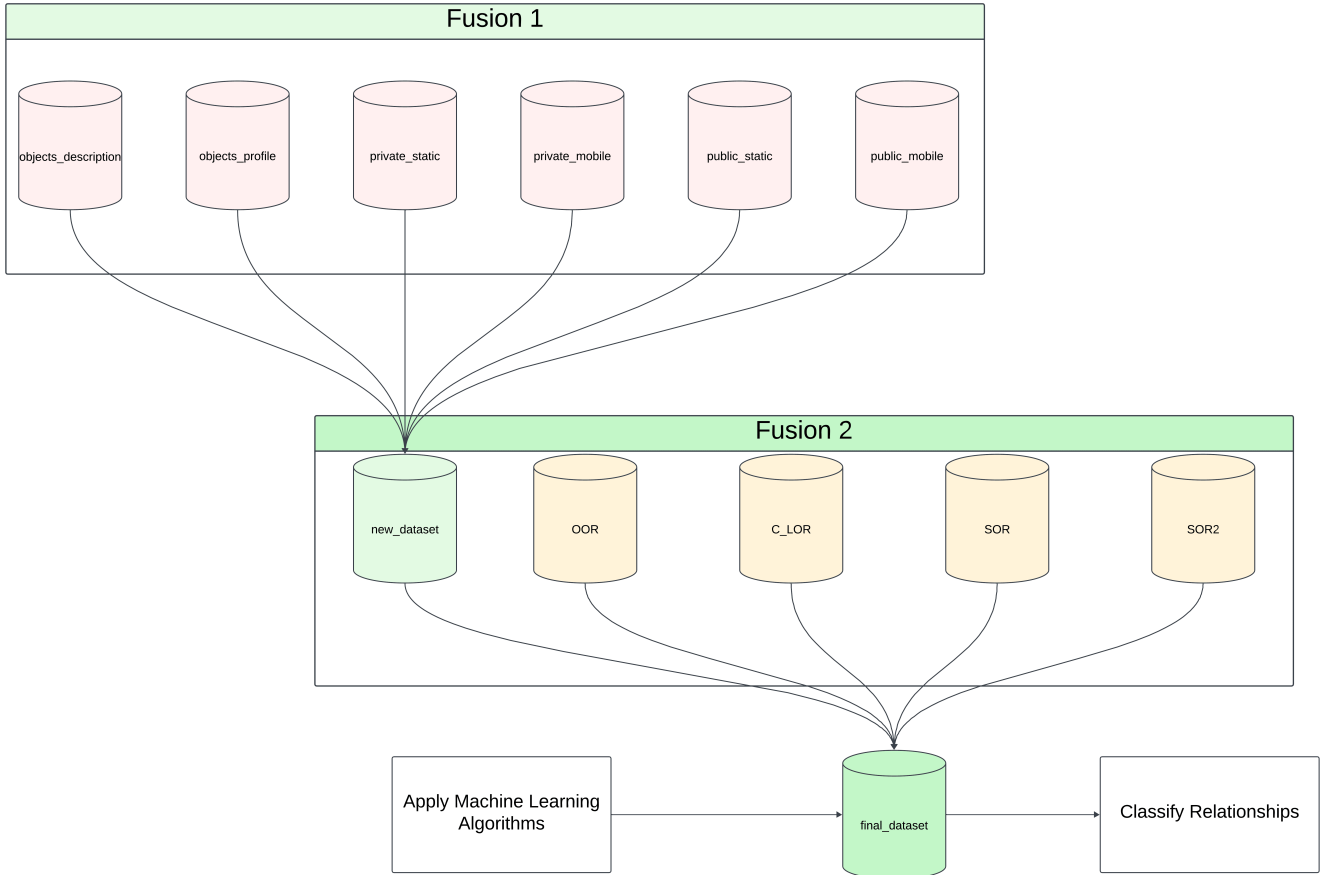 Fusion 1
objects_description
objects_profile
private_static
private_mobile
public_static
public_mobile
Fusion 2
new_dataset
OOR
C_LOR
SOR
SOR2
Apply Machine Learning
Algorithms
final_dataset
Classify Relationships